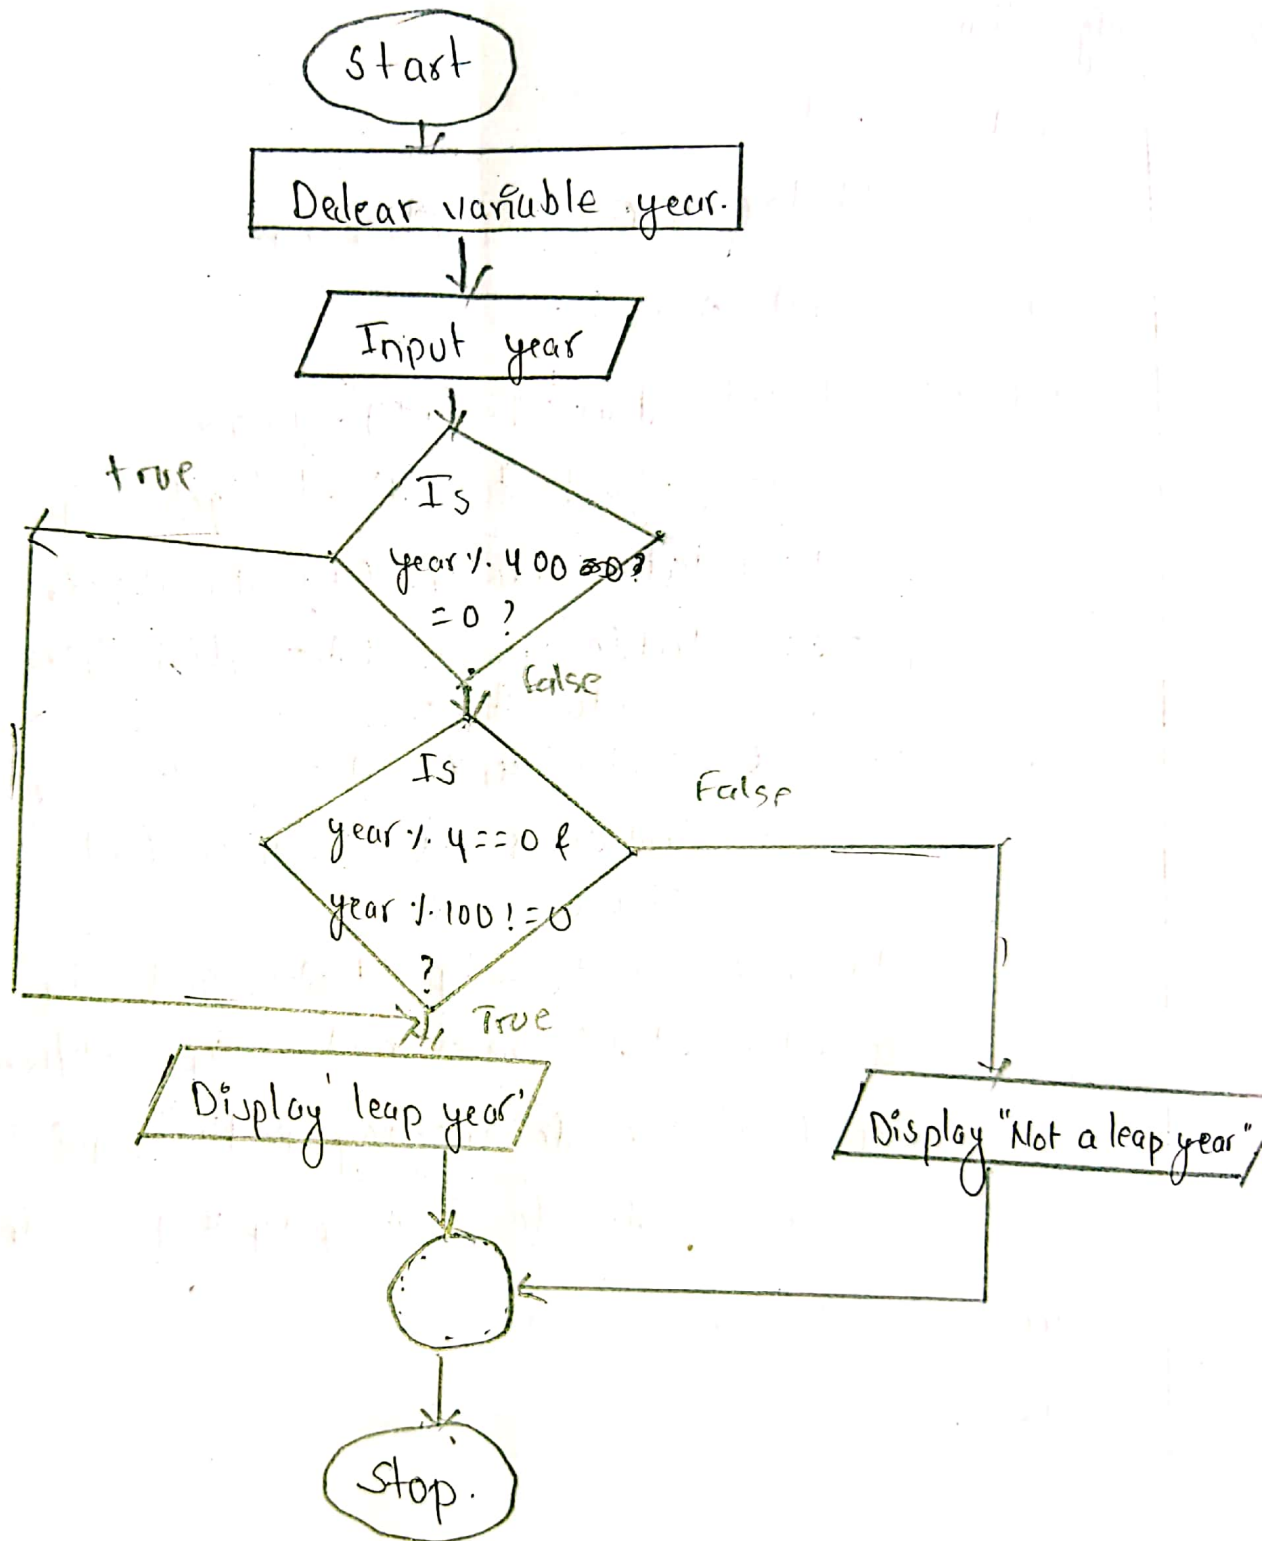 Start
Declear variable year.
Input year
true
Is
year % 400
=0 ?
false
Is
False
year % 4==0 &
year % 100 !=0
?
True
Display 'leap year'
Display "Not a leap year"
Stop.